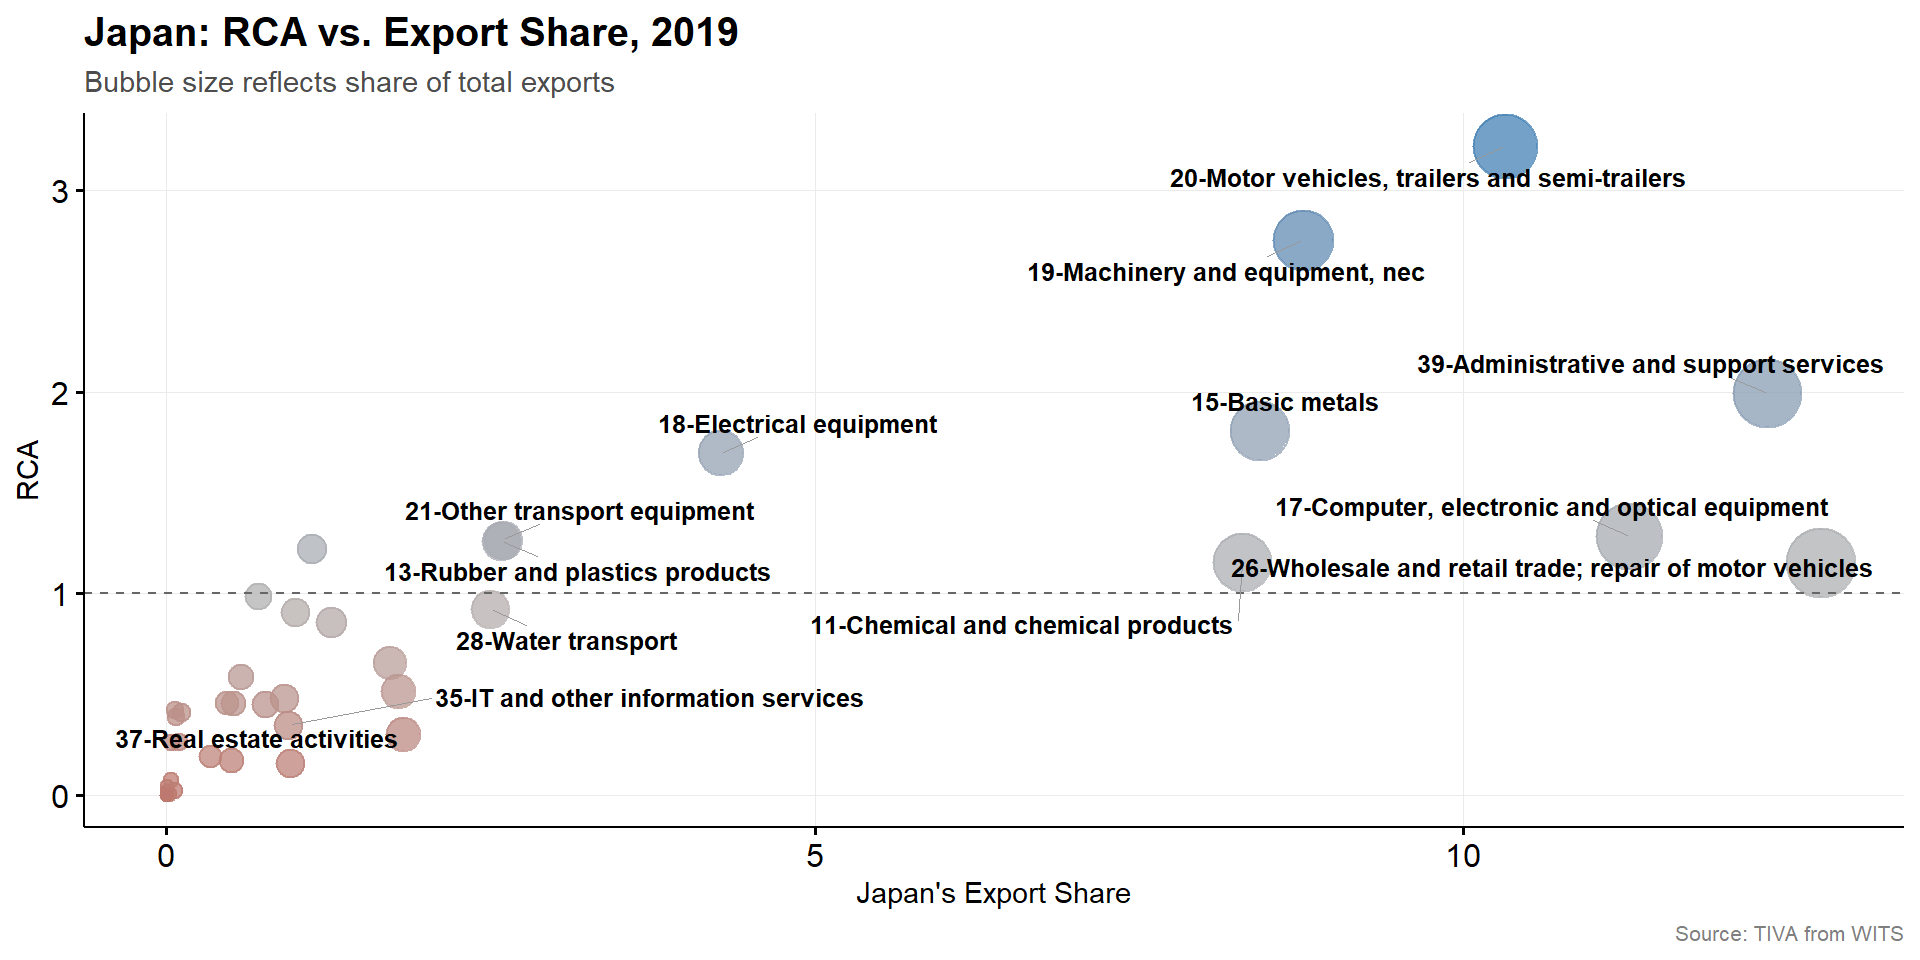 Japan: RCA vs. Export Share, 2019
Bubble size reflects share of total exports
20-Motor vehicles, trailers and semi-trailers
3
19-Machinery and equipment, nec
39-Administrative and support services
2
15-Basic metals
18-Electrical equipment
RCA
21-Other transport equipment
17-Computer, electronic and optical equipment
13-Rubber and plastics products
26-Wholesale and retail trade; repair of motor vehicles
1
11-Chemical and chemical products
28-Water transport
35-IT and other information services
37-Real estate activities
0
0
5
10
Japan's Export Share
Source: TIVA from WITS